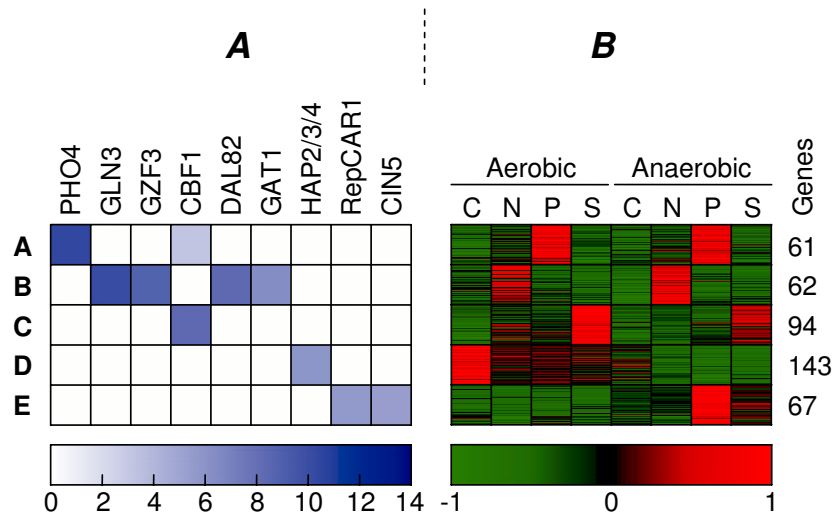 A
B
PHO4
GLN3
GZF3
CBF1
DAL82
GAT1
HAP2/3/4
RepCAR1
CIN5
Aerobic Anaerobic
C N P S C N P S
Genes
A 61
B 62
C 94
D 143
E 67
0 2 4 6 8 10 12 14
-1 0 1